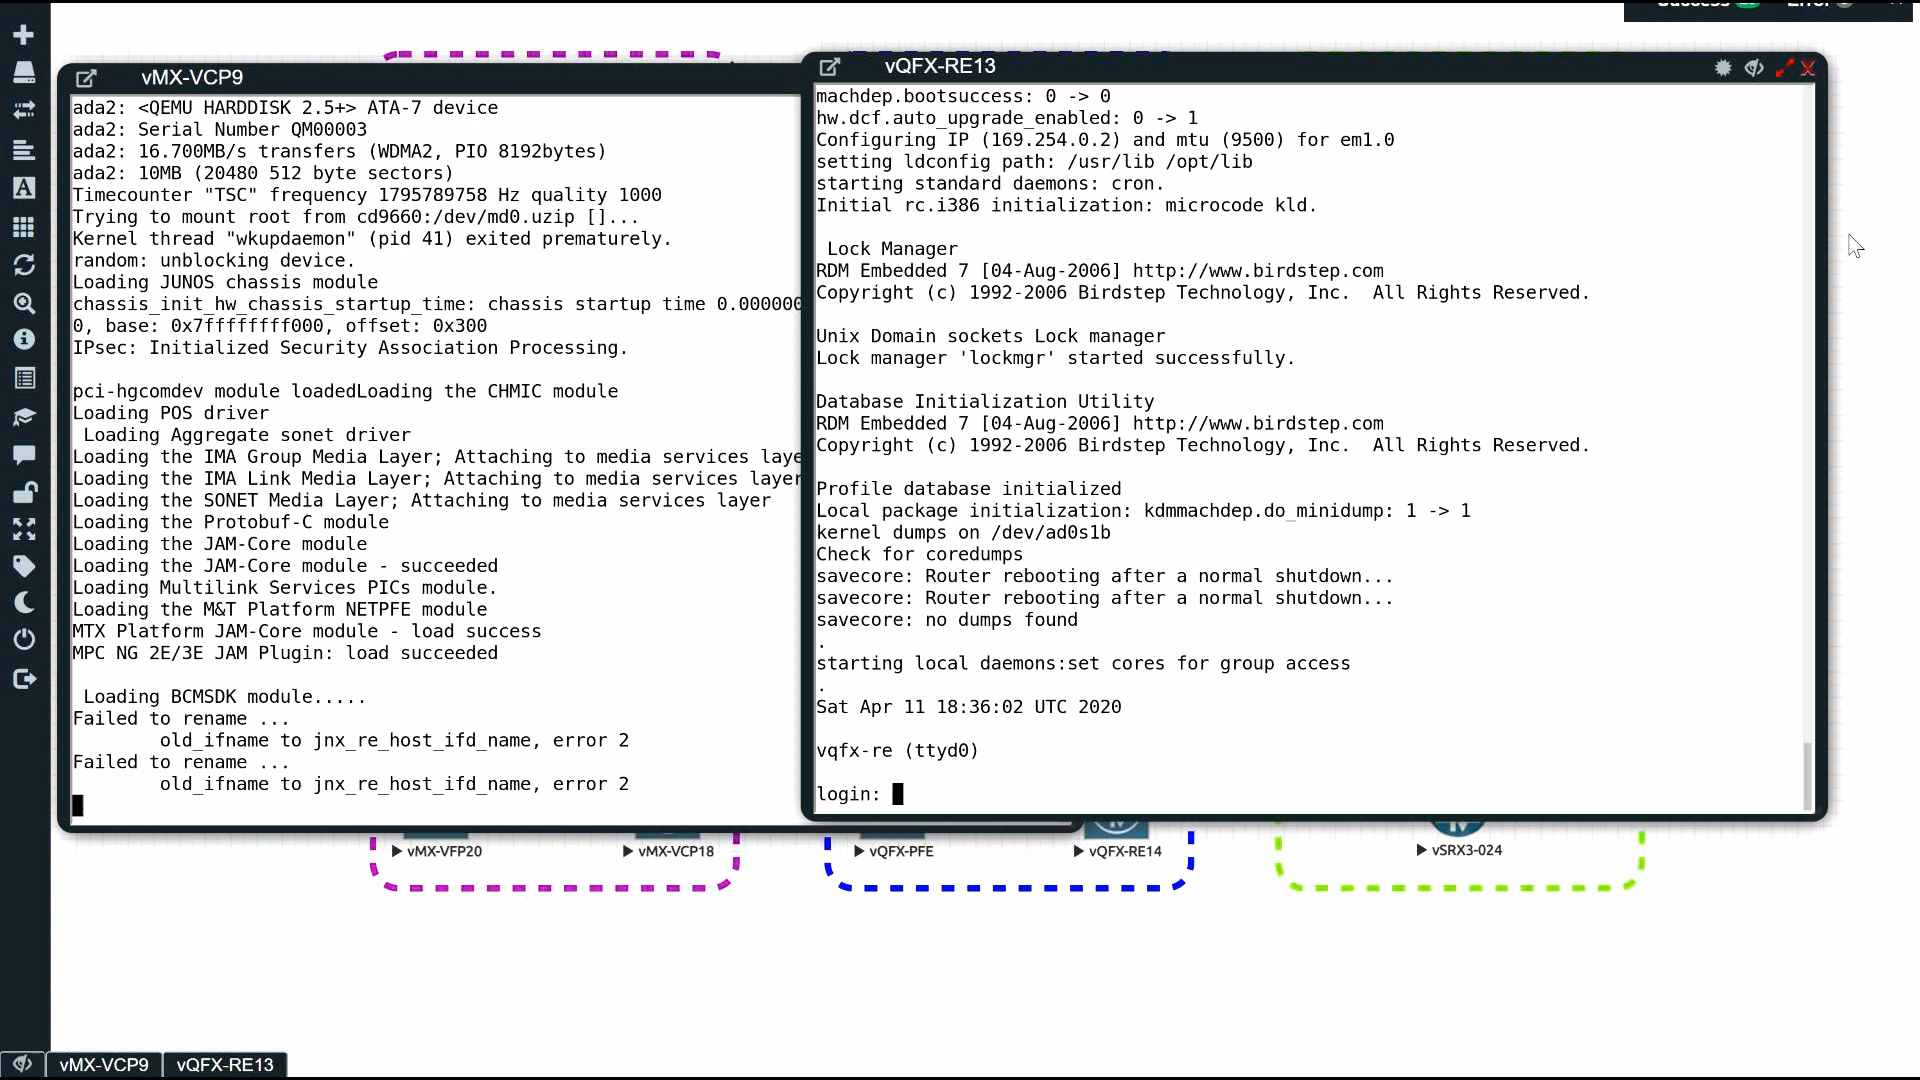 vMX-VCP9
ada2: <QEMU HARDDISK 2.5+> ATA-7 device
ada2: Serial Number QM00003
ada2: 16.700MB/s transfers (WDMA2, PIO 8192bytes)
ada2: 10MB (20480 512 byte sectors)
Timecounter "TSC" frequency 1795789758 Hz quality 1000
Trying to mount root from cd9660:/dev/md0.uzip []...
Kernel thread "wkupdaemon" (pid 41) exited prematurely.
random: unblocking device.
Loading JUNOS chassis module
chassis_init_hw_chassis_startup_time: chassis startup time 0.000000
0, base: 0x7ffffffff000, offset: 0x300
IPsec: Initialized Security Association Processing.
pci-hgcomdev module loadedLoading the CHMIC module
Loading POS driver
Loading Aggregate sonet driver
Loading the IMA Group Media Layer; Attaching to media services laye
Loading the IMA Link Media Layer; Attaching to media services layer
Loading the SONET Media Layer; Attaching to media services layer
Loading the Protobuf-C module
Loading the JAM-Core module
Loading the JAM-Core module - succeeded
Loading Multilink Services PICs module.
Loading the M&T Platform NETPFE module
MTX Platform JAM-Core module - load success
MPC NG 2E/3E JAM Plugin: load succeeded
Loading BCMSDK module.....
Failed to rename ...
old_ifname to jnx_re_host_ifd_name, error 2
Failed to rename ...
old_ifname to jnx_re_host_ifd_name, error 2
vQFX-RE13
machdep.bootsuccess: 0 -> 0
hw.dcf.auto_upgrade_enabled: 0 -> 1
Configuring IP (169.254.0.2) and mtu (9500) for em1.0
setting ldconfig path: /usr/lib /opt/lib
starting standard daemons: cron.
Initial rc.i386 initialization: microcode kld.
Lock Manager
RDM Embedded 7 [04-Aug-2006] http://www.birdstep.com
Copyright (c) 1992-2006 Birdstep Technology, Inc.  All Rights Reserved.
Unix Domain sockets Lock manager
Lock manager 'lockmgr' started successfully.
Database Initialization Utility
RDM Embedded 7 [04-Aug-2006] http://www.birdstep.com
Copyright (c) 1992-2006 Birdstep Technology, Inc.  All Rights Reserved.
Profile database initialized
Local package initialization: kdmmachdep.do_minidump: 1 -> 1
kernel dumps on /dev/ad0s1b
Check for coredumps
savecore: Router rebooting after a normal shutdown...
savecore: Router rebooting after a normal shutdown...
savecore: no dumps found
.
starting local daemons:set cores for group access
.
Sat Apr 11 18:36:02 UTC 2020
vqfx-re (ttyd0)
login:
vMX-VFP20
vMX-VCP18
vQFX-PFE
vQFX-RE14
vSRX3-024
vMX-VCP9
vQFX-RE13